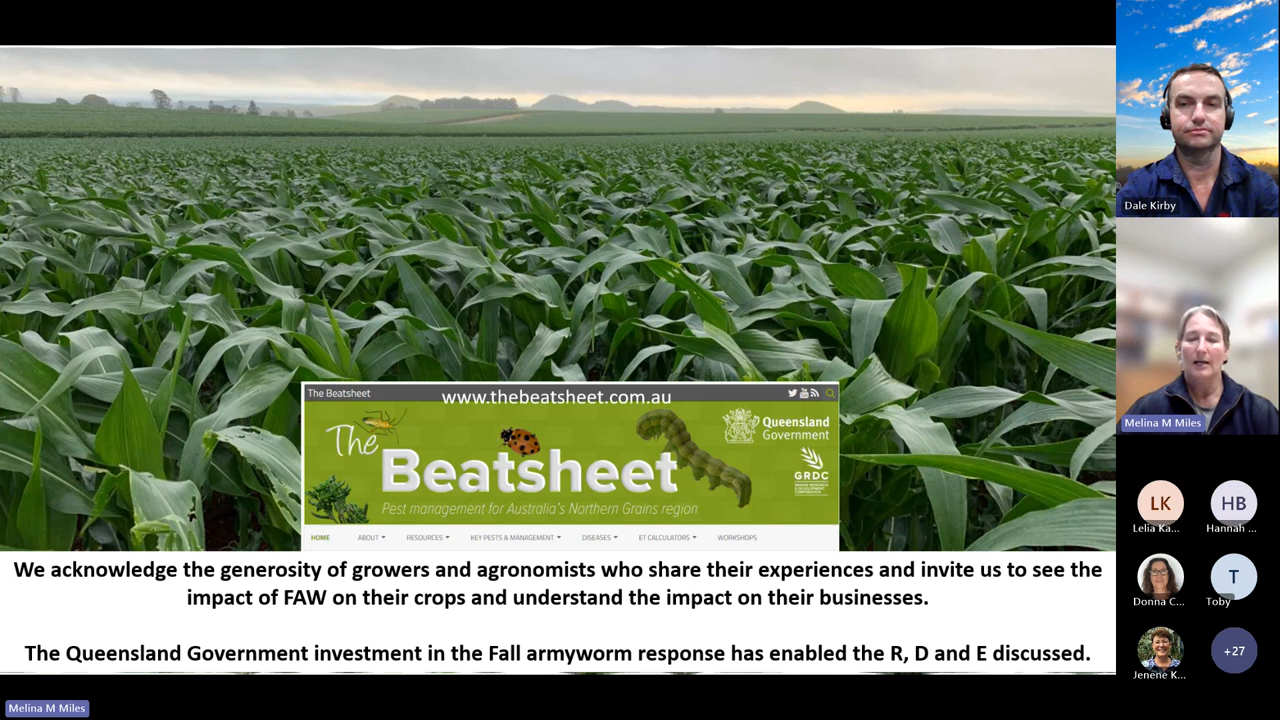 The Beatsheet
www.thebeatsheet.com.au
The
Beatsheet
Pest management for Australia's Northern Grains region
Queensland
Government
GRDC
GRAINS RESEARCH
& DEVELOPMENT
CORPORATION
HOME
ABOUT
RESOURCES
KEY PESTS & MANAGEMENT
DISEASES
ET CALCULATORS
WORKSHOPS
We acknowledge the generosity of growers and agronomists who share their experiences and invite us to see the
impact of FAW on their crops and understand the impact on their businesses.
The Queensland Government investment in the Fall armyworm response has enabled the R, D and E discussed.
Melina M Miles
Dale Kirby
Melina M Miles
LK
HB
Lelia Ka...
Hannah ...
T
Donna C...
Toby
+27
Jenene K...